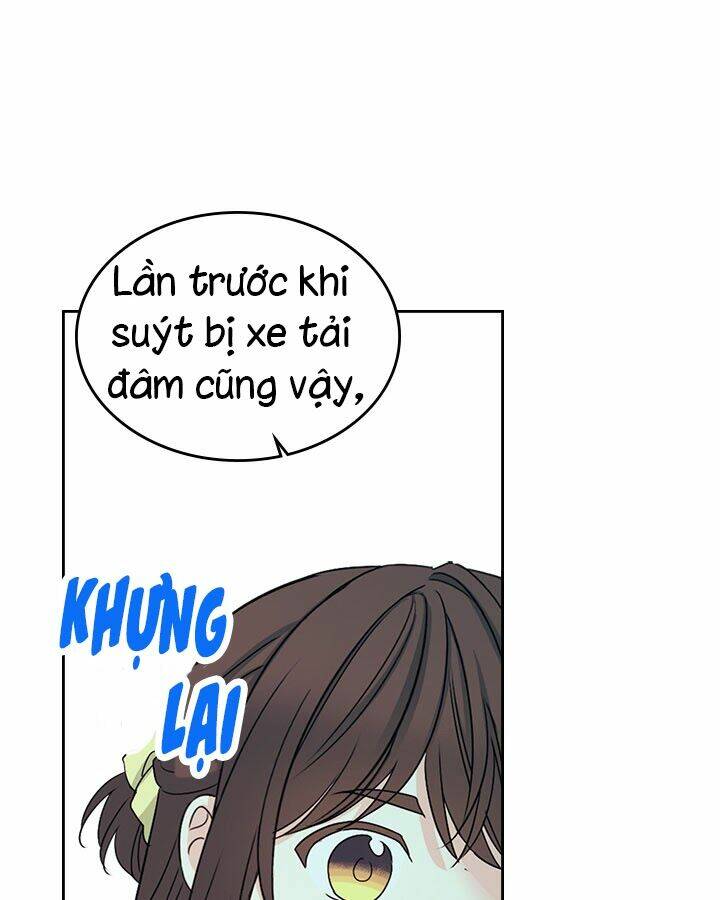 Lần trước khi
suýt bị xe tải
đâm cũng vậy,
KHỰNG
LẠI